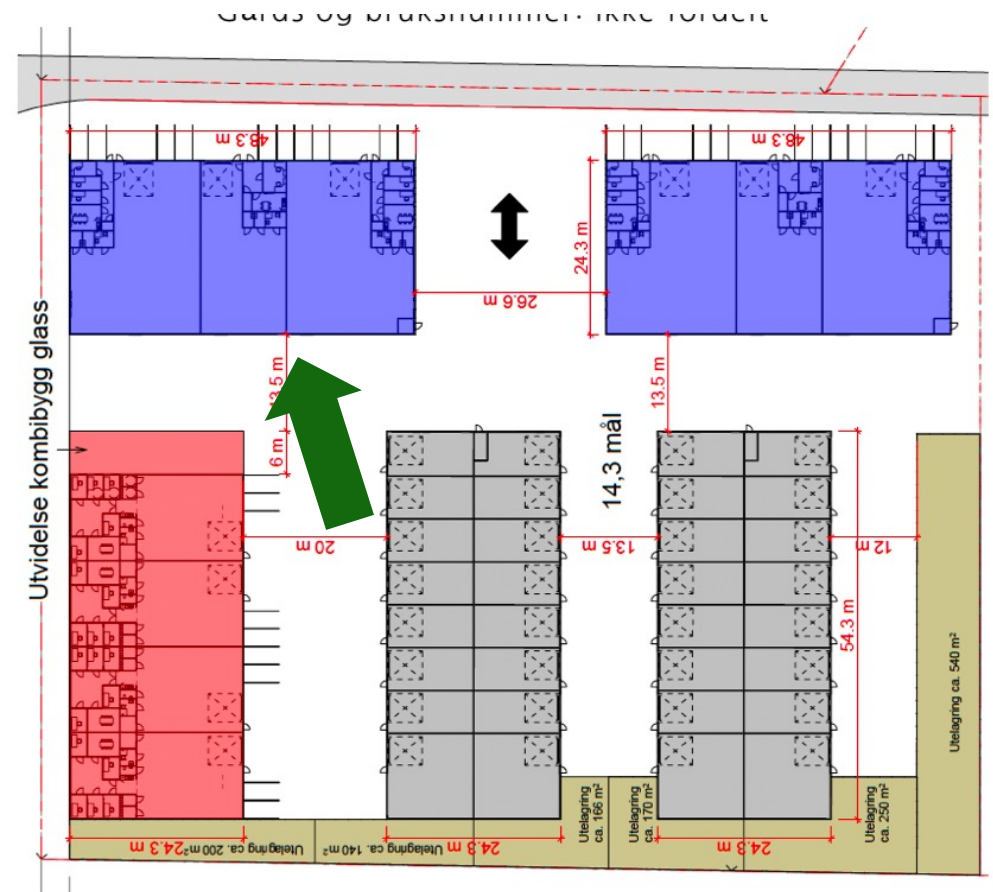 Gårds og bruksnummer: Ikke fordelt
48.3 m
48.3 m
24.3 m
26.6 m
Utvidelse kombibygg glass
13.5 m
6 m
14,3 mål
20 m
13.5 m
12 m
54.3 m
Utelagring ca. 540 m²
Utelagring
ca. 166 m²
Utelagring
ca. 170 m²
Utelagring
ca. 250 m²
24.3 m
Utelagring ca. 200 m²
Utelagring ca. 140 m²
24.3 m
24.3 m